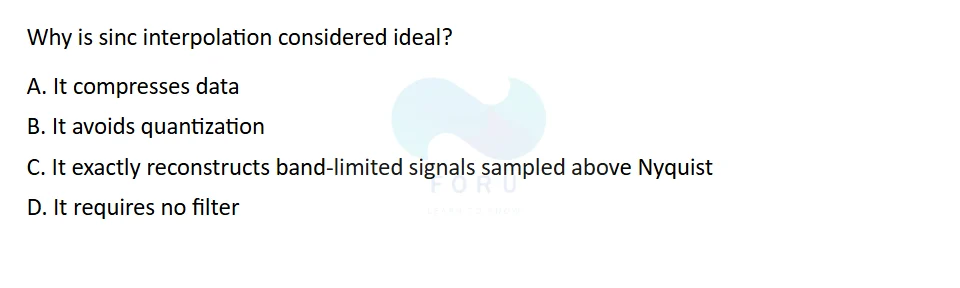 Why is sinc interpolation considered ideal?
A. It compresses data
B. It avoids quantization
C. It exactly reconstructs band-limited signals sampled above Nyquist
FORU
D. It requires no filter